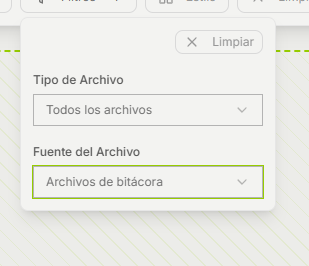 Limpiar
Tipo de Archivo
Todos los archivos
Fuente del Archivo
Archivos de bitácora